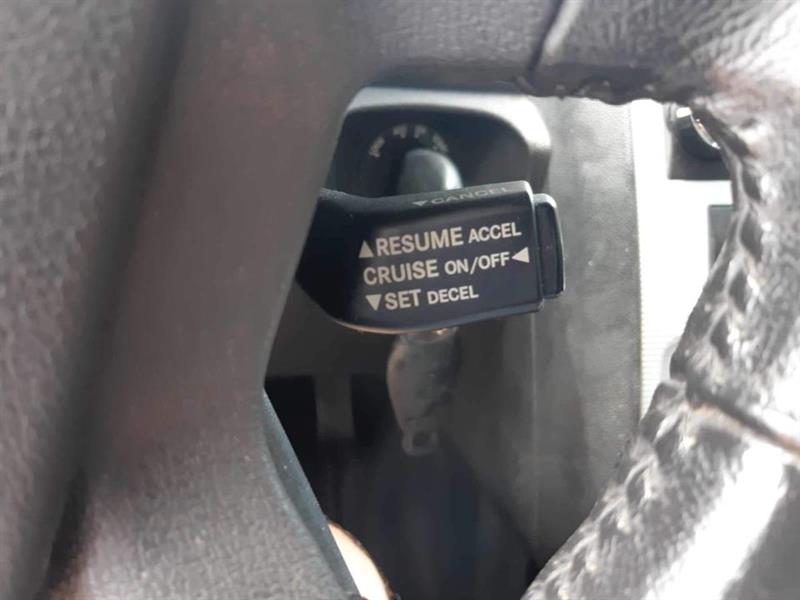 ▼CANCEL
▲RESUME ACCEL
CRUISE ON/OFF◀
▼SET DECEL